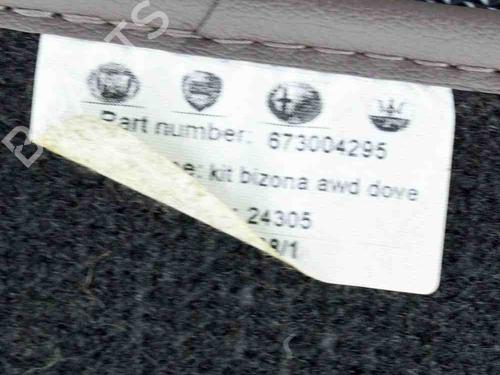 Part number: 673004295
kit bizona awd dove
24305
8/1